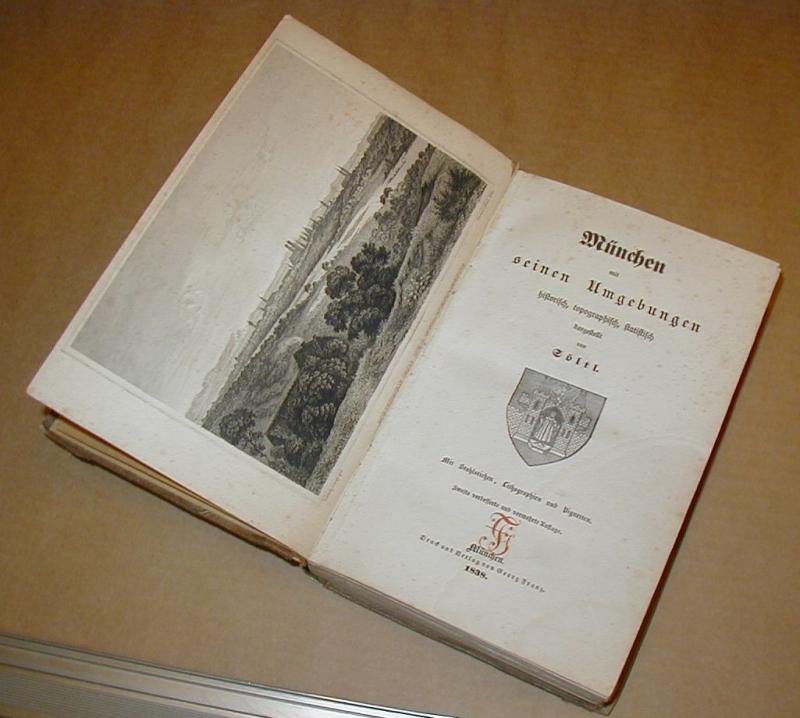 München
mit
seinen Umgebungen
historisch, topographisch, statistisch
dargestellt
von
Söltl.
Mit Stahlstichen, Lithographien und Vignetten.
Zweite verbesserte und vermehrte Auflage.
München.
Druck und Verlag von Georg Franz.
1838.